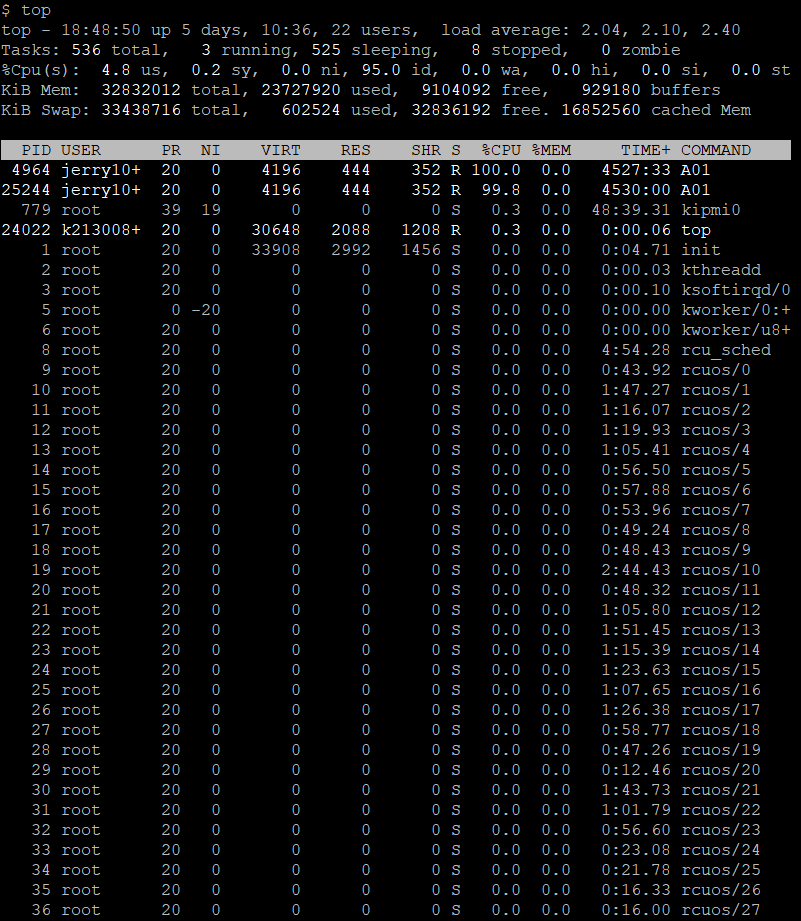 $ top
top - 18:48:50 up 5 days, 10:36, 22 users,  load average: 2.04, 2.10, 2.40
Tasks: 536 total,   3 running, 525 sleeping,   8 stopped,   0 zombie
%Cpu(s):  4.8 us,  0.2 sy,  0.0 ni, 95.0 id,  0.0 wa,  0.0 hi,  0.0 si,  0.0 st
KiB Mem:  32832012 total, 23727920 used,  9104092 free,   929180 buffers
KiB Swap: 33438716 total,   602524 used, 32836192 free. 16852560 cached Mem
  PID USER      PR  NI    VIRT    RES    SHR S  %CPU %MEM     TIME+ COMMAND
 4964 jerry10+  20   0    4196    444    352 R 100.0  0.0   4527:33 A01
25244 jerry10+  20   0    4196    444    352 R  99.8  0.0   4530:00 A01
  779 root      39  19       0      0      0 S   0.3  0.0  48:39.31 kipmi0
24022 k213008+  20   0   30648   2088   1208 R   0.3  0.0   0:00.06 top
    1 root      20   0   33908   2992   1456 S   0.0  0.0   0:04.71 init
    2 root      20   0       0      0      0 S   0.0  0.0   0:00.03 kthreadd
    3 root      20   0       0      0      0 S   0.0  0.0   0:00.10 ksoftirqd/0
    5 root       0 -20       0      0      0 S   0.0  0.0   0:00.00 kworker/0:+
    6 root      20   0       0      0      0 S   0.0  0.0   0:00.00 kworker/u8+
    8 root      20   0       0      0      0 S   0.0  0.0   4:54.28 rcu_sched
    9 root      20   0       0      0      0 S   0.0  0.0   0:43.92 rcuos/0
   10 root      20   0       0      0      0 S   0.0  0.0   1:47.27 rcuos/1
   11 root      20   0       0      0      0 S   0.0  0.0   1:16.07 rcuos/2
   12 root      20   0       0      0      0 S   0.0  0.0   1:19.93 rcuos/3
   13 root      20   0       0      0      0 S   0.0  0.0   1:05.41 rcuos/4
   14 root      20   0       0      0      0 S   0.0  0.0   0:56.50 rcuos/5
   15 root      20   0       0      0      0 S   0.0  0.0   0:57.88 rcuos/6
   16 root      20   0       0      0      0 S   0.0  0.0   0:53.96 rcuos/7
   17 root      20   0       0      0      0 S   0.0  0.0   0:49.24 rcuos/8
   18 root      20   0       0      0      0 S   0.0  0.0   0:48.43 rcuos/9
   19 root      20   0       0      0      0 S   0.0  0.0   2:44.43 rcuos/10
   20 root      20   0       0      0      0 S   0.0  0.0   0:48.32 rcuos/11
   21 root      20   0       0      0      0 S   0.0  0.0   1:05.80 rcuos/12
   22 root      20   0       0      0      0 S   0.0  0.0   1:51.45 rcuos/13
   23 root      20   0       0      0      0 S   0.0  0.0   1:15.39 rcuos/14
   24 root      20   0       0      0      0 S   0.0  0.0   1:23.63 rcuos/15
   25 root      20   0       0      0      0 S   0.0  0.0   1:07.65 rcuos/16
   26 root      20   0       0      0      0 S   0.0  0.0   1:26.38 rcuos/17
   27 root      20   0       0      0      0 S   0.0  0.0   0:58.77 rcuos/18
   28 root      20   0       0      0      0 S   0.0  0.0   0:47.26 rcuos/19
   29 root      20   0       0      0      0 S   0.0  0.0   0:12.46 rcuos/20
   30 root      20   0       0      0      0 S   0.0  0.0   1:43.73 rcuos/21
   31 root      20   0       0      0      0 S   0.0  0.0   1:01.79 rcuos/22
   32 root      20   0       0      0      0 S   0.0  0.0   0:56.60 rcuos/23
   33 root      20   0       0      0      0 S   0.0  0.0   0:23.08 rcuos/24
   34 root      20   0       0      0      0 S   0.0  0.0   0:21.78 rcuos/25
   35 root      20   0       0      0      0 S   0.0  0.0   0:16.33 rcuos/26
   36 root      20   0       0      0      0 S   0.0  0.0   0:16.00 rcuos/27